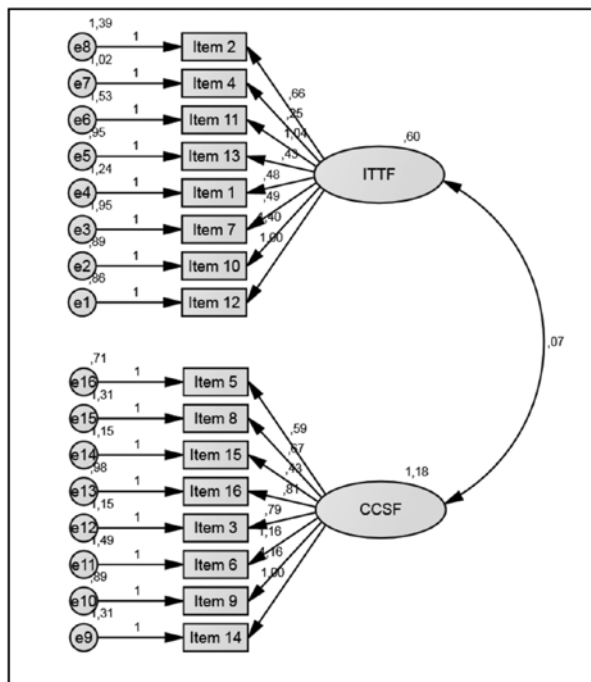 1,39
e8 1 Item 2
1,02
e7 1 Item 4 ,66
1,53 ,25
e6 1 Item 11 1,04 ,60
,95
e5 1 Item 13 ,43 ITTF
1,24
e4 1 Item 1 ,48
1,95 ,49
e3 1 Item 7 1,40
,89 1,00
e2 1 Item 10
,86
e1 1 Item 12
,07
,71
e16 1 Item 5
1,31
e15 1 Item 8 ,59
1,15 ,67
e14 1 Item 15 ,43 1,18
,98
e13 1 Item 16 ,81
1,15 CCSF
e12 1 Item 3 ,79
1,49 1,16
e11 1 Item 6 1,16
,89 1,00
e10 1 Item 9
1,31
e9 1 Item 14